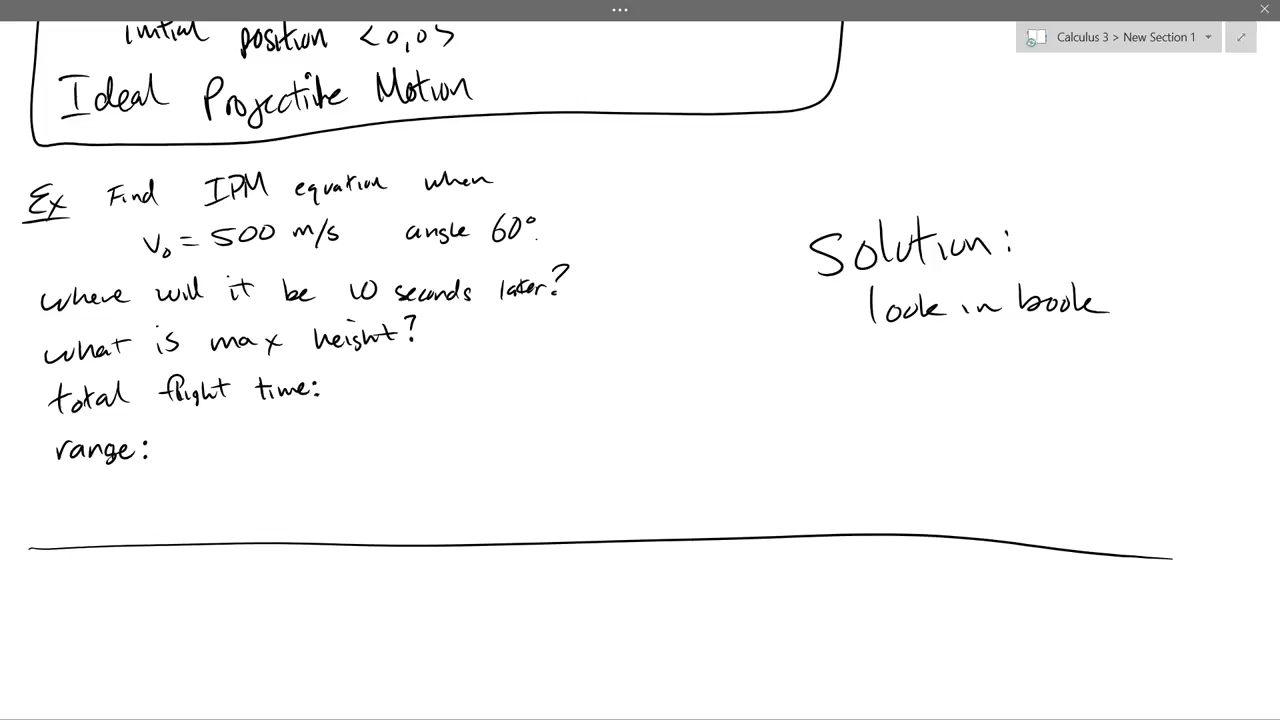 Calculus 3 > New Section 1
initial position <0,0>
Ideal Projectile Motion
Ex Find IPM equation when
v₀ = 500 m/s angle 60°.
where will it be 10 seconds later?
what is max height?
total flight time:
range:
Solution:
look in book